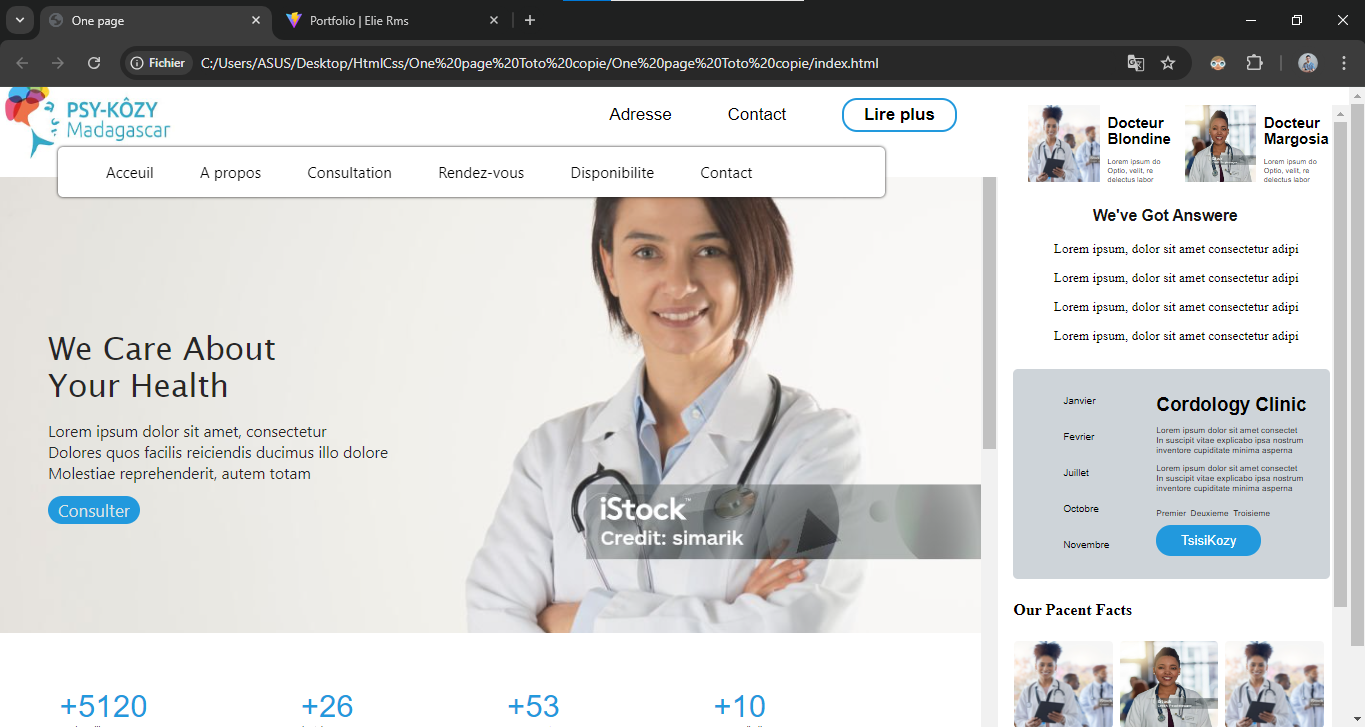 One page
Portfolio | Elie Rms
Fichier
C:/Users/ASUS/Desktop/HtmlCss/One%20page%20Toto%20copie/One%20page%20Toto%20copie/index.html
PSY-KÔZY
Madagascar
Adresse
Contact
Lire plus
Acceuil
A propos
Consultation
Rendez-vous
Disponibilite
Contact
We Care About
Your Health
Lorem ipsum dolor sit amet, consectetur
Dolores quos facilis reiciendis ducimus illo dolore
Molestiae reprehenderit, autem totam
Consulter
iStock™
Credit: simarik
+5120
+26
+53
+10
Docteur
Blondine
Lorem ipsum do
Optio, velit, re
delectus labor
Docteur
Margosia
Lorem ipsum do
Optio, velit, re
delectus labor
We've Got Answere
Lorem ipsum, dolor sit amet consectetur adipi
Lorem ipsum, dolor sit amet consectetur adipi
Lorem ipsum, dolor sit amet consectetur adipi
Lorem ipsum, dolor sit amet consectetur adipi
Janvier
Fevrier
Juillet
Octobre
Novembre
Cordology Clinic
Lorem ipsum dolor sit amet consectet
In suscipit vitae explicabo ipsa nostrum
inventore cupiditate minima asperna
Lorem ipsum dolor sit amet consectet
In suscipit vitae explicabo ipsa nostrum
inventore cupiditate minima asperna
Premier Deuxieme Troisieme
TsisiKozy
Our Pacent Facts
iStock